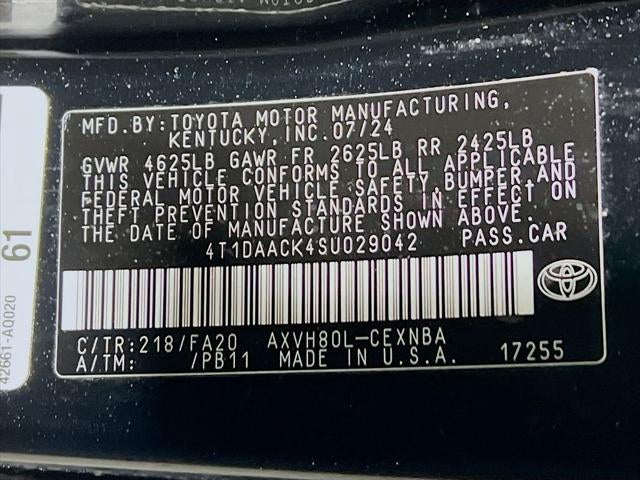 MFD.BY:TOYOTA MOTOR MANUFACTURING,
KENTUCKY,INC.07/24
GVWR 4625LB GAWR FR 2625LB RR 2425LB
THIS VEHICLE CONFORMS TO ALL APPLICABLE
FEDERAL MOTOR VEHICLE SAFETY,BUMPER,AND
THEFT PREVENTION STANDARDS IN EFFECT ON
THE DATE OF MANUFACTURE SHOWN ABOVE.
4T1DAACK4SU029042 PASS.CAR
C/TR:218/FA20 AXVH80L-CEXNBA
A/TM: /PB11 MADE IN U.S.A. 17255
42661-AQ020
61